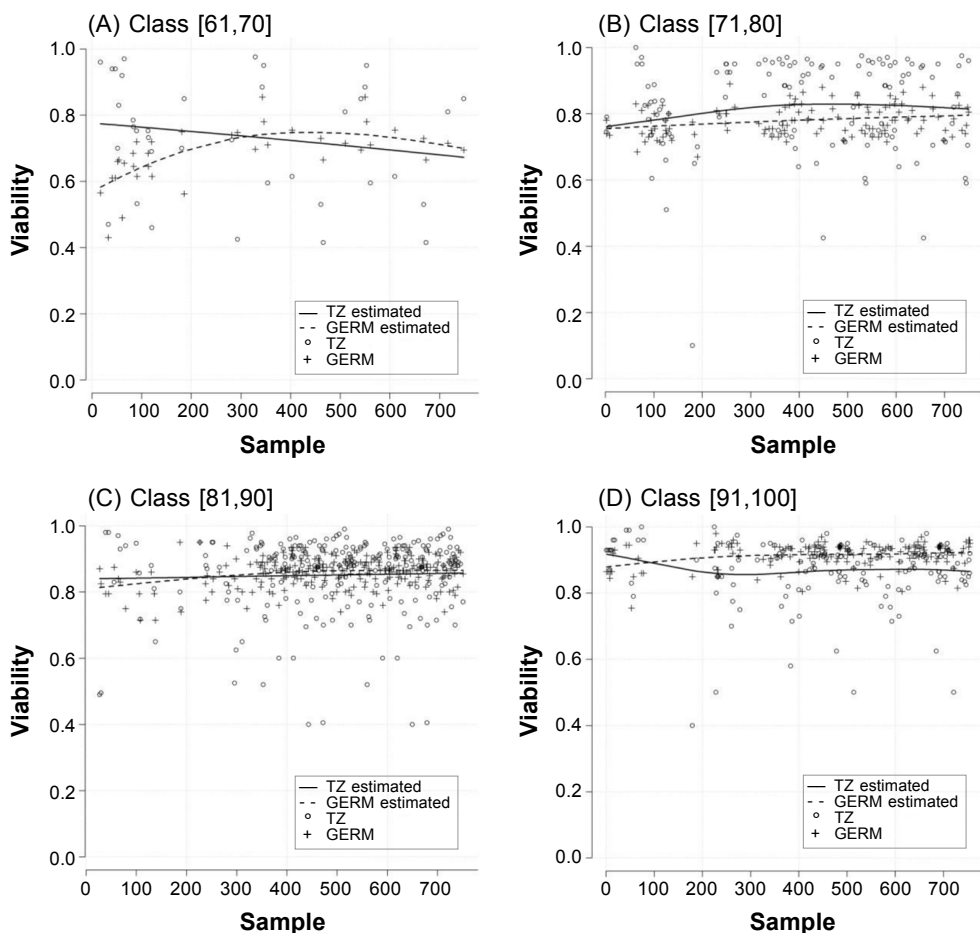 (A) Class [61,70]
1.0
0.8
0.6
0.4
0.2
0.0
Viability
0 100 200 300 400 500 600 700
Sample
TZ estimated
GERM estimated
TZ
GERM
(B) Class [71,80]
1.0
0.8
0.6
0.4
0.2
0.0
Viability
0 100 200 300 400 500 600 700
Sample
TZ estimated
GERM estimated
TZ
GERM
(C) Class [81,90]
1.0
0.8
0.6
0.4
0.2
0.0
Viability
0 100 200 300 400 500 600 700
Sample
TZ estimated
GERM estimated
TZ
GERM
(D) Class [91,100]
1.0
0.8
0.6
0.4
0.2
0.0
Viability
0 100 200 300 400 500 600 700
Sample
TZ estimated
GERM estimated
TZ
GERM